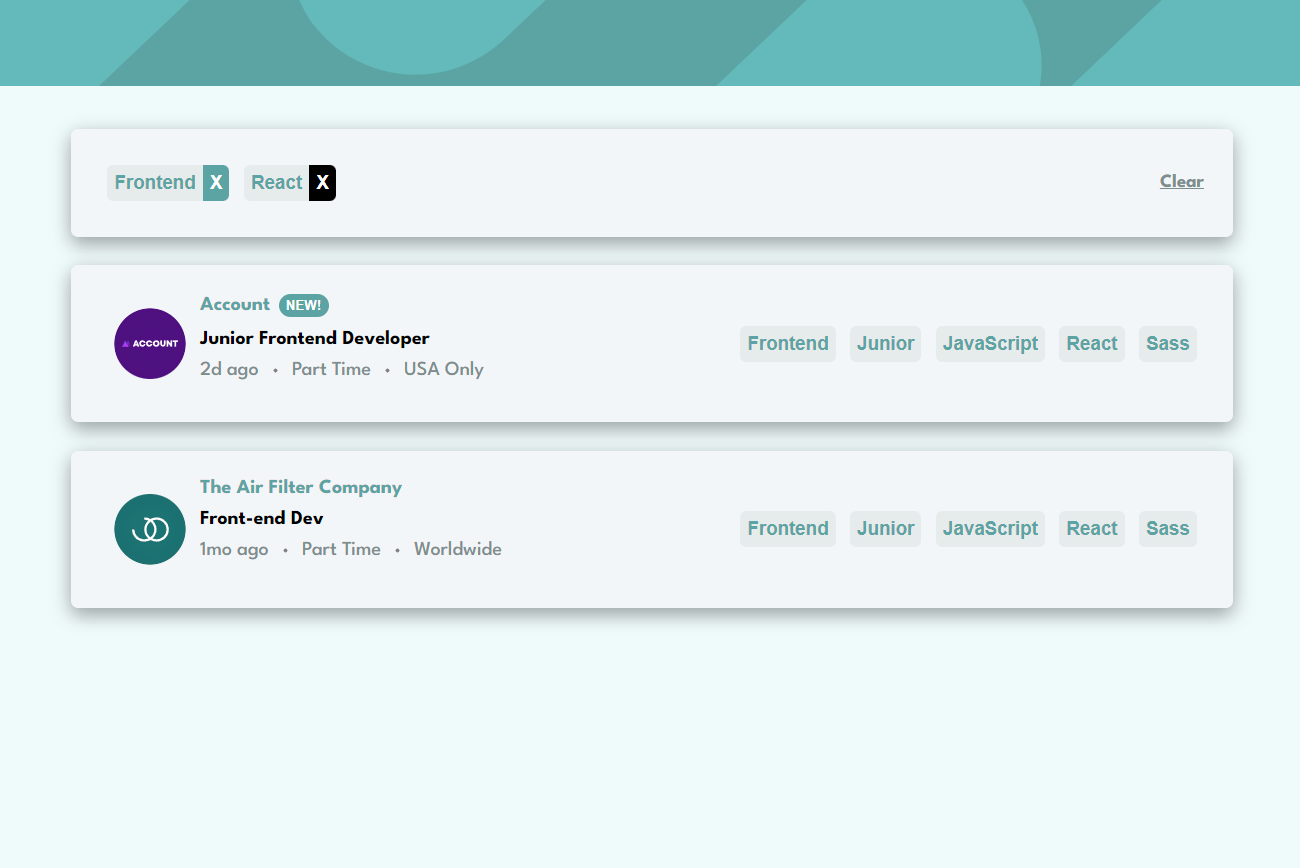 Frontend X React X Clear
Account NEW!
ACCOUNT
Junior Frontend Developer
2d ago • Part Time • USA Only
Frontend Junior JavaScript React Sass
The Air Filter Company
Front-end Dev
1mo ago • Part Time • Worldwide
Frontend Junior JavaScript React Sass